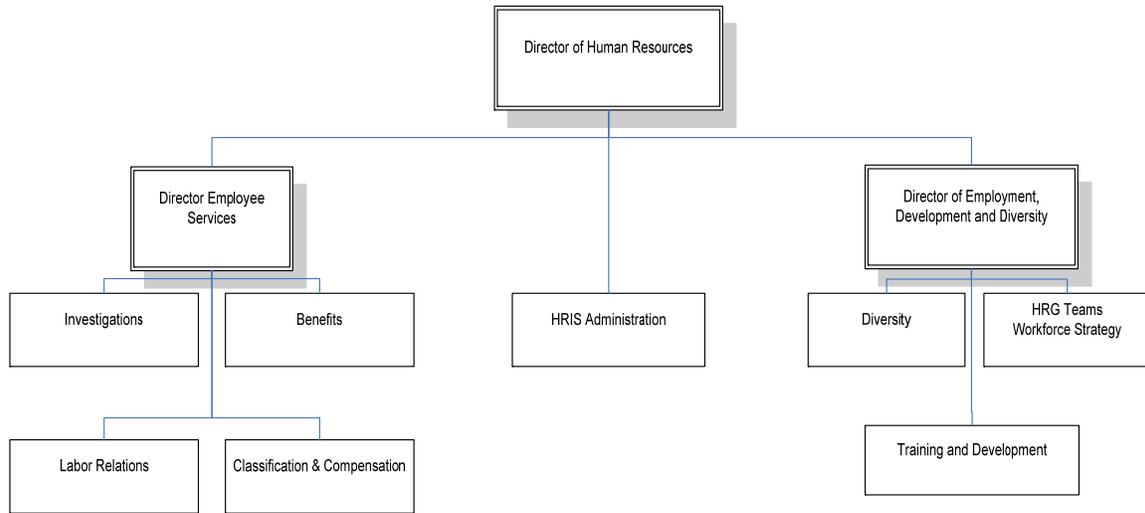 Director of Human Resources
Director Employee
Services
Director of Employment,
Development and Diversity
Investigations
Benefits
HRIS Administration
Diversity
HRG Teams
Workforce Strategy
Labor Relations
Classification & Compensation
Training and Development